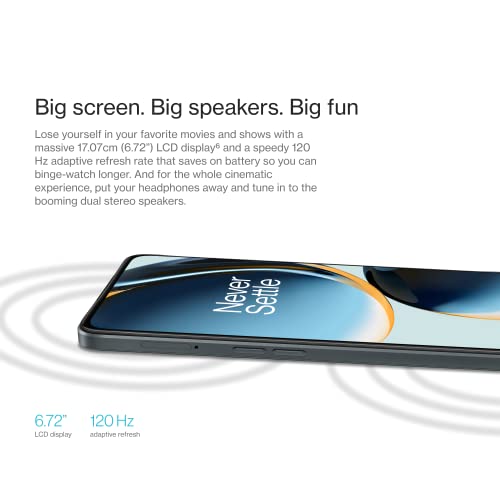 Big screen. Big speakers. Big fun
Lose yourself in your favorite movies and shows with a
massive 17.07cm (6.72”) LCD display⁶ and a speedy 120
Hz adaptive refresh rate that saves on battery so you can
binge-watch longer. And for the whole cinematic
experience, put your headphones away and tune in to the
booming dual stereo speakers.
Never
Settle
6.72” 120 Hz
LCD display adaptive refresh